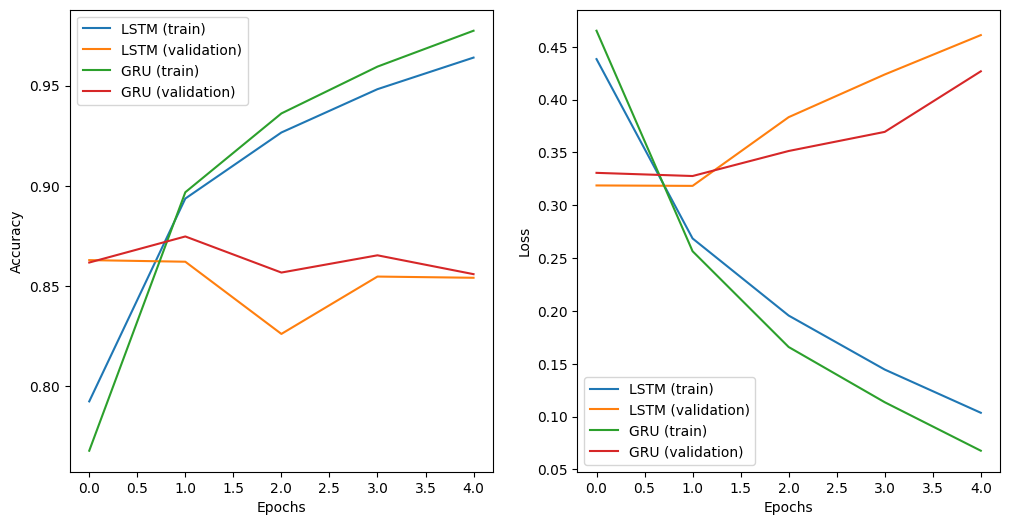 LSTM (train)
LSTM (validation)
GRU (train)
GRU (validation)
0.95
0.90
0.85
0.80
Accuracy
0.0 0.5 1.0 1.5 2.0 2.5 3.0 3.5 4.0
Epochs
0.45
0.40
0.35
0.30
0.25
0.20
0.15
0.10
0.05
Loss
LSTM (train)
LSTM (validation)
GRU (train)
GRU (validation)
0.0 0.5 1.0 1.5 2.0 2.5 3.0 3.5 4.0
Epochs